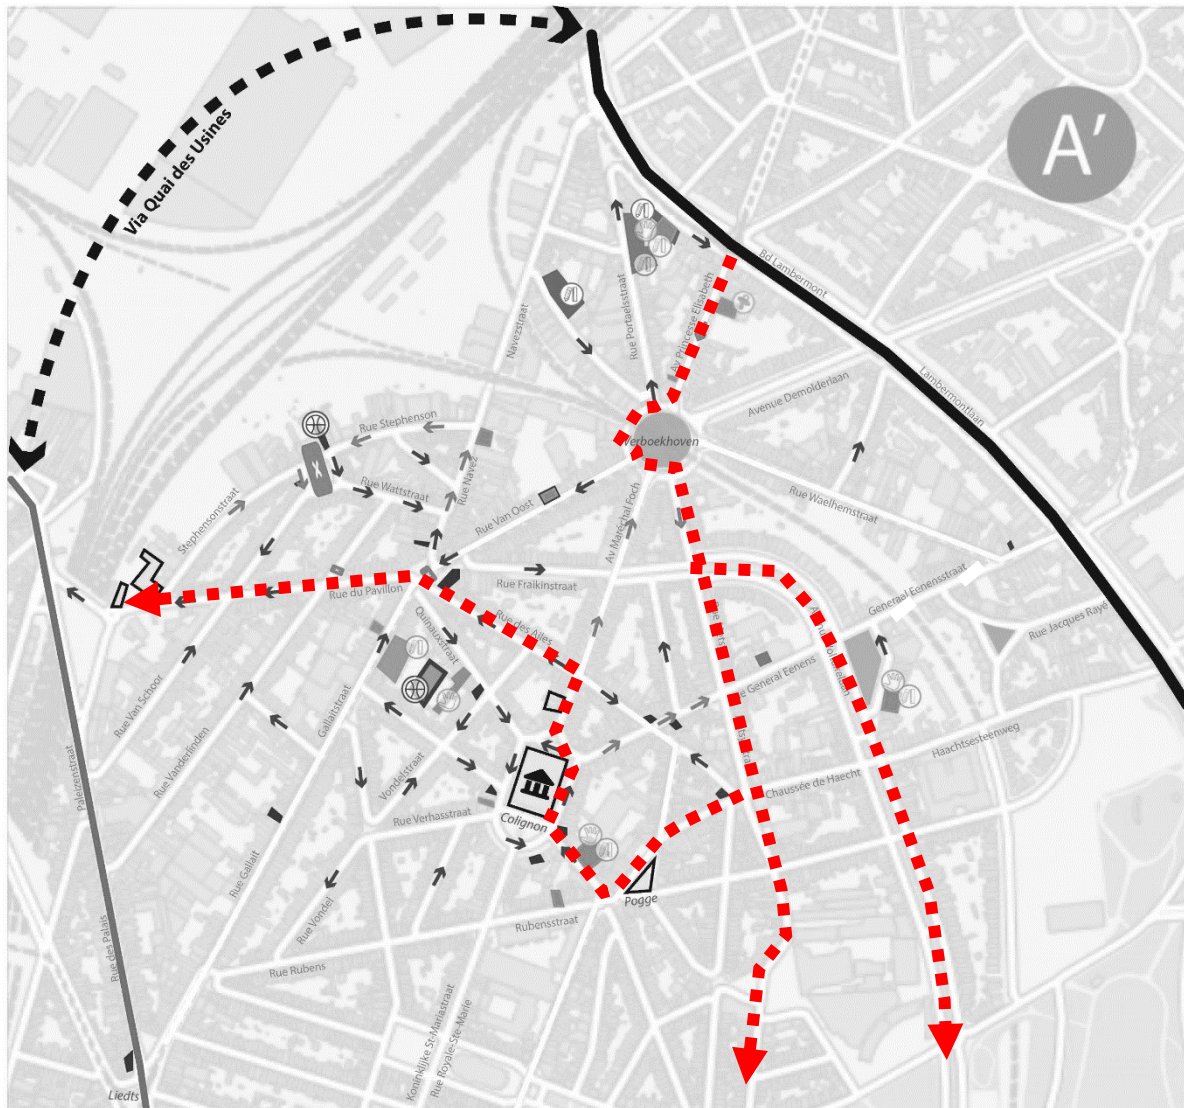 A'
Via Quai des Usines
Bd Lambermont
Navezstraat
Rue Portaelsstraat
Av Princesse Elisabeth
Lambermontlaan
Avenue Demolderlaan
Rue Stephenson
Verboekhoven
Rue Wattstraat
Rue Navez
Rue Waelhemstraat
Stephensonstraat
Rue Van Oost
Av Maréchal Foch
Rue Fraikinstraat
Generaal Eenensstraat
Rue du Pavillon
Rue des Ailes
Quinauxstraat
Rue Jacques Rayé
General Eenens
Rue Van Schoor
Gallaitstraat
Haachtsesteenweg
Rue Vanderlinden
Vondelstraat
Paleizenstraat
Chaussée de Haecht
Rue Verhasstraat
Colignon
Rue Gallait
Pogge
Rue Vondel
Rubensstraat
Rue des Palais
Rue Rubens
Koninklijke St-Mariastraat
Rue Royale-Ste-Marie
Liedts